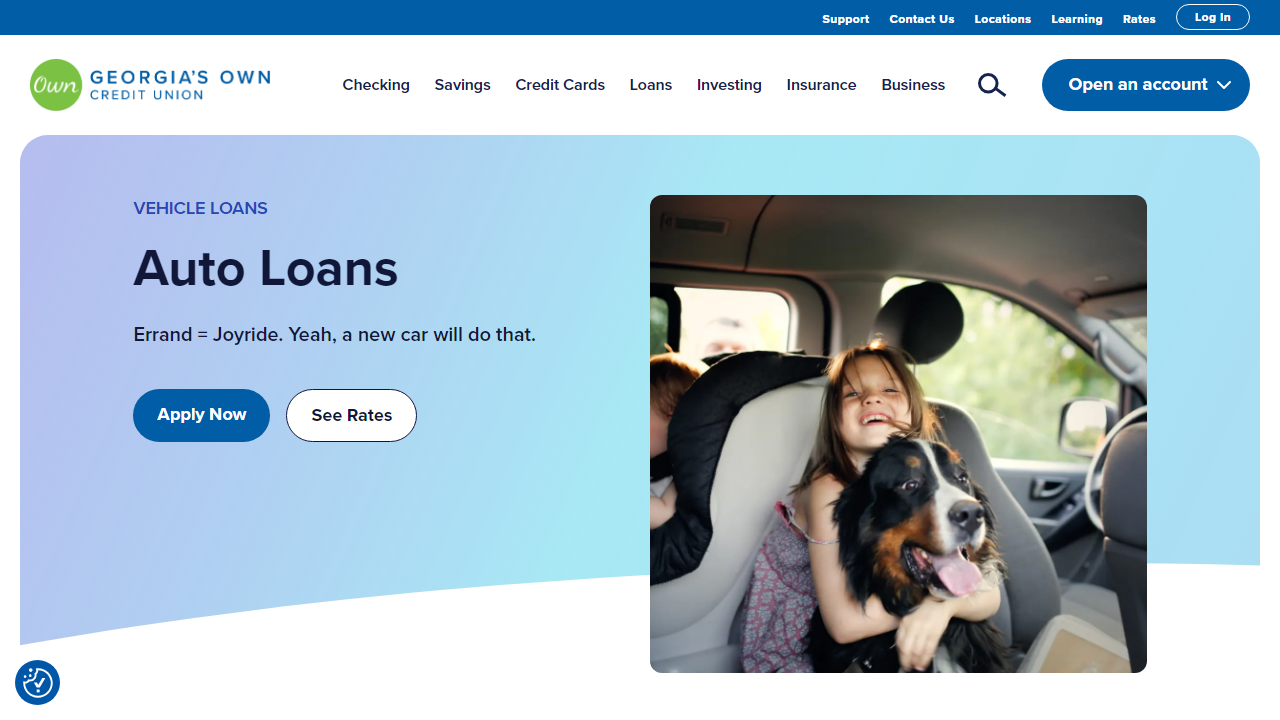 Support Contact Us Locations Learning Rates Log In
Own GEORGIA'S OWN
CREDIT UNION
Checking Savings Credit Cards Loans Investing Insurance Business Open an account
VEHICLE LOANS
Auto Loans
Errand = Joyride. Yeah, a new car will do that.
Apply Now See Rates